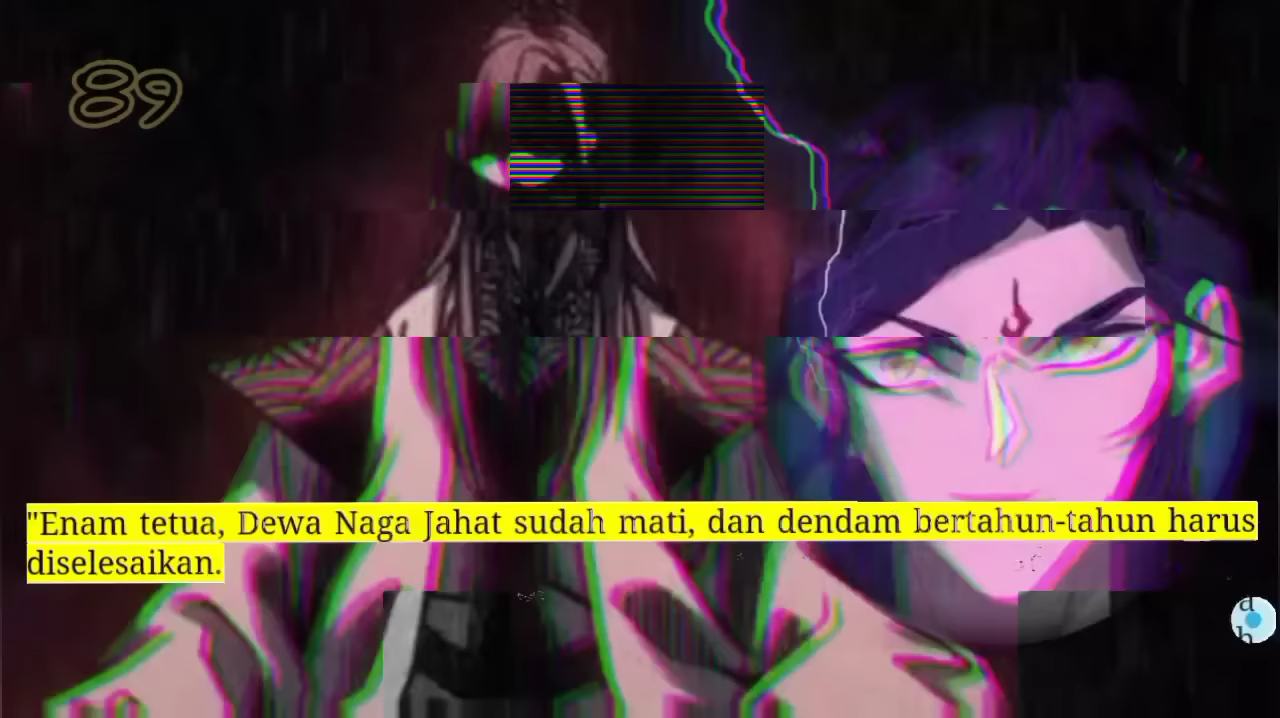 89
"Enam tetua, Dewa Naga Jahat sudah mati, dan dendam bertahun-tahun harus
diselesaikan.
a
b